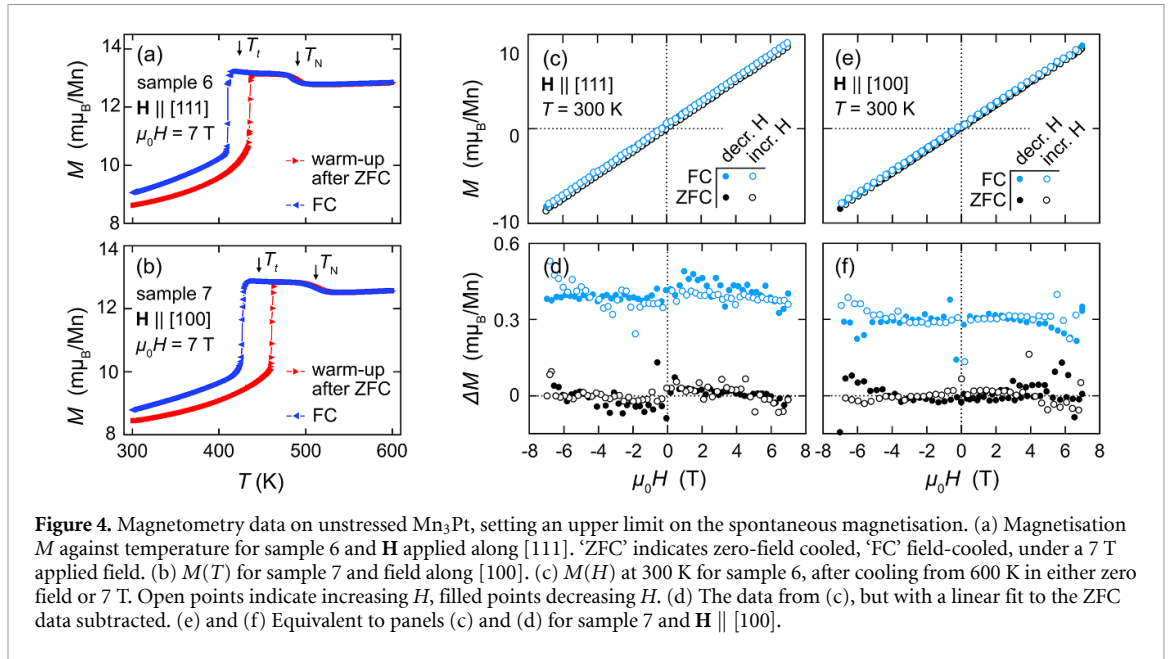 (a)
sample 6
H || [111]
μ₀H = 7 T
T_t
T_N
warm-up
after ZFC
FC
M (mμ_B/Mn)
14
12
10
8
(b)
sample 7
H || [100]
μ₀H = 7 T
T_t
T_N
warm-up
after ZFC
FC
M (mμ_B/Mn)
14
12
10
8
300
400
500
600
T (K)
(c)
H || [111]
T = 300 K
decr. H
incr. H
FC
ZFC
M (mμ_B/Mn)
10
0
-10
(d)
ΔM (mμ_B/Mn)
0.6
0.3
0
-8 -6 -4 -2 0 2 4 6 8
μ₀H (T)
(e)
H || [100]
T = 300 K
decr. H
incr. H
FC
ZFC
(f)
-8 -6 -4 -2 0 2 4 6 8
μ₀H (T)
Figure 4. Magnetometry data on unstressed Mn₃Pt, setting an upper limit on the spontaneous magnetisation. (a) Magnetisation
M against temperature for sample 6 and H applied along [111]. ‘ZFC’ indicates zero-field cooled, ‘FC’ field-cooled, under a 7 T
applied field. (b) M(T) for sample 7 and field along [100]. (c) M(H) at 300 K for sample 6, after cooling from 600 K in either zero
field or 7 T. Open points indicate increasing H, filled points decreasing H. (d) The data from (c), but with a linear fit to the ZFC
data subtracted. (e) and (f) Equivalent to panels (c) and (d) for sample 7 and H || [100].